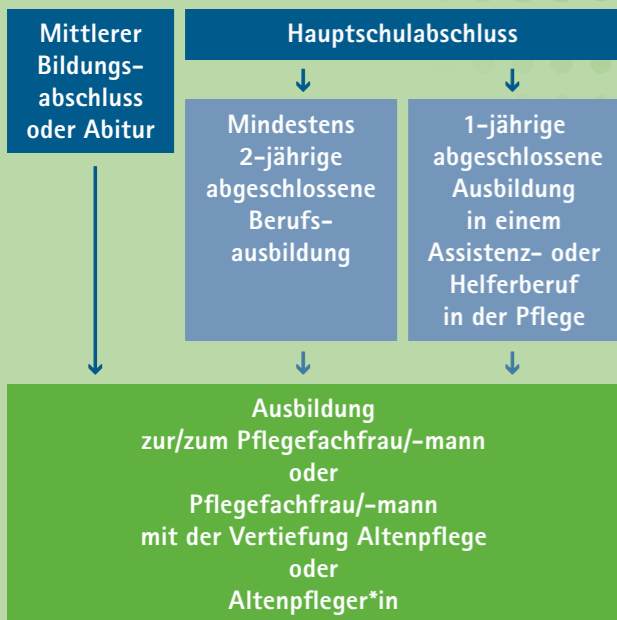 Mittlerer
Bildungs-
abschluss
oder Abitur
Hauptschulabschluss
Mindestens
2-jährige
abgeschlossene
Berufs-
ausbildung
1-jährige
abgeschlossene
Ausbildung
in einem
Assistenz- oder
Helferberuf
in der Pflege
Ausbildung
zur/zum Pflegefachfrau/-mann
oder
Pflegefachfrau/-mann
mit der Vertiefung Altenpflege
oder
Altenpfleger*in